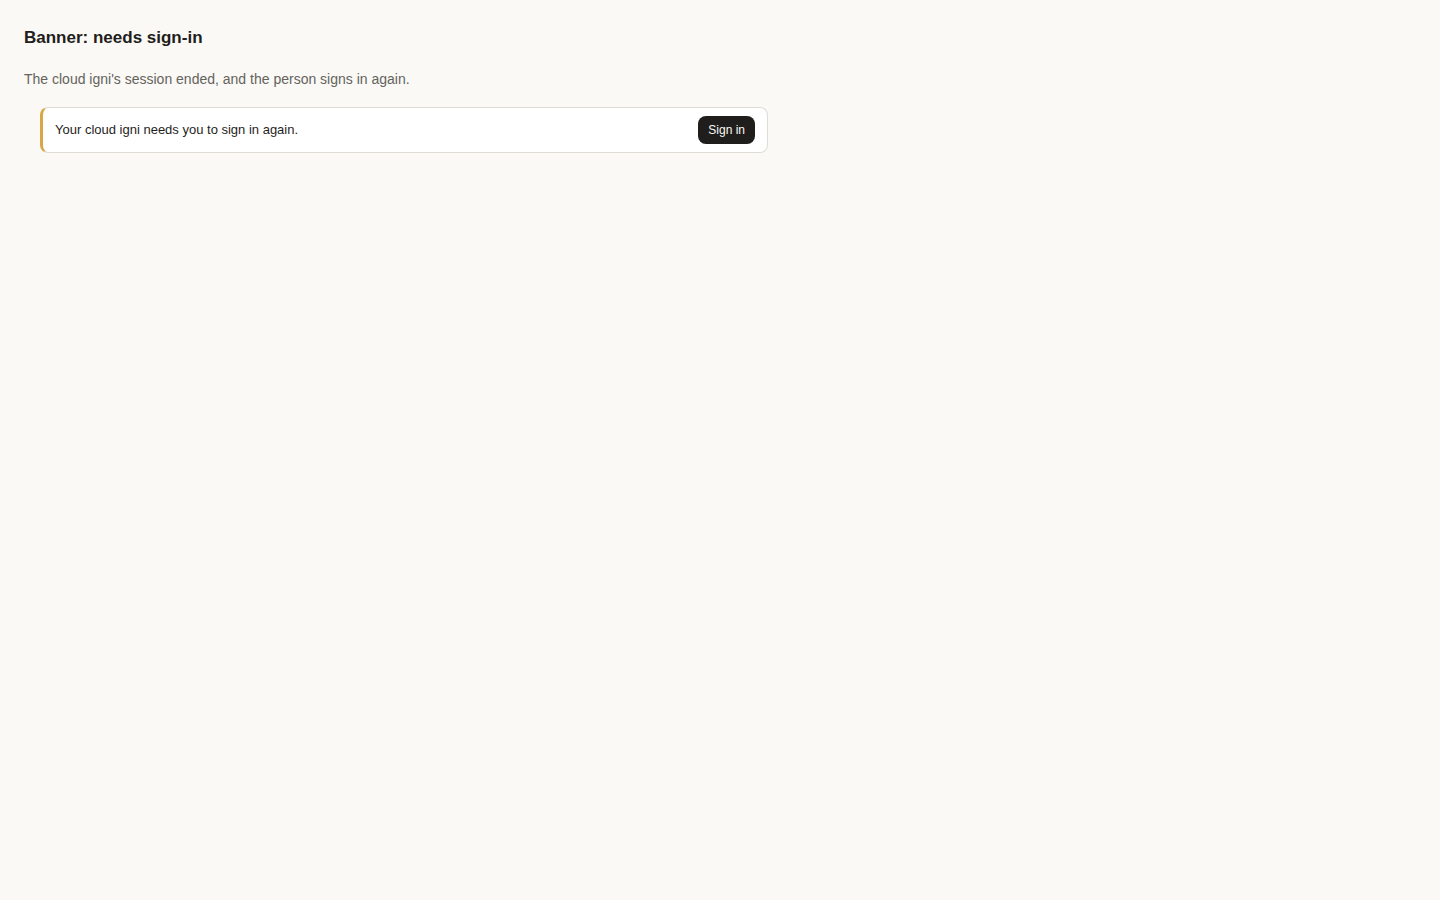 Banner: needs sign-in
The cloud igni's session ended, and the person signs in again.
Your cloud igni needs you to sign in again.
Sign in